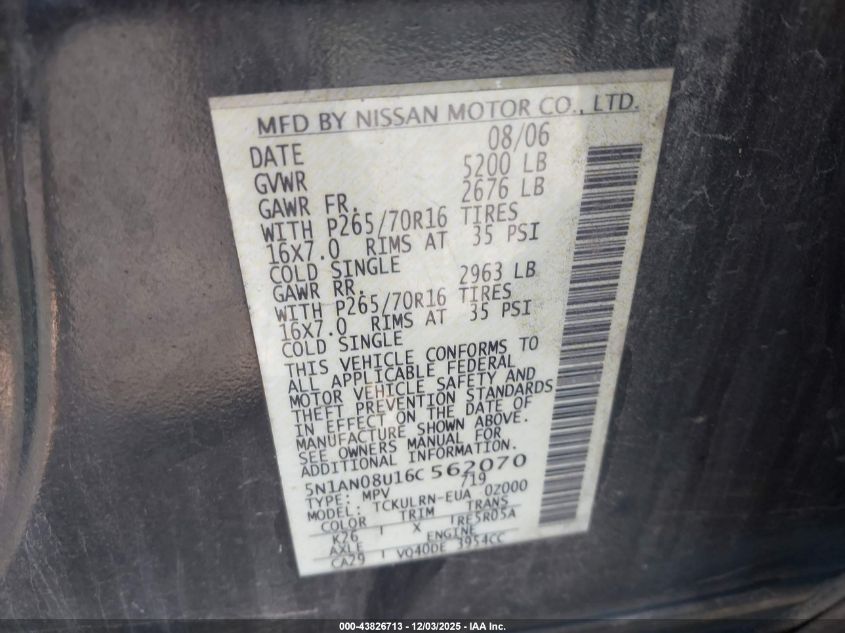 MFD BY NISSAN MOTOR CO., LTD.
DATE 08/06
GVWR 5200 LB
GAWR FR. 2676 LB
WITH P265/70R16 TIRES
16X7.0 RIMS AT 35 PSI
COLD SINGLE
GAWR RR. 2963 LB
WITH P265/70R16 TIRES
16X7.0 RIMS AT 35 PSI
COLD SINGLE
THIS VEHICLE CONFORMS TO
ALL APPLICABLE FEDERAL
MOTOR VEHICLE SAFETY AND
THEFT PREVENTION STANDARDS
IN EFFECT ON THE DATE OF
MANUFACTURE SHOWN ABOVE.
SEE OWNERS MANUAL FOR
ADDITIONAL INFORMATION.
5N1AN08U16C562070
TYPE: MPV 719
MODEL: TCKULRN-EUA 02000
COLOR TRIM TRANS
K26 X RE5R05A
AXLE ENGINE
CA29 VQ40DE 3954CC
000-43826713 - 12/03/2025 - IAA Inc.